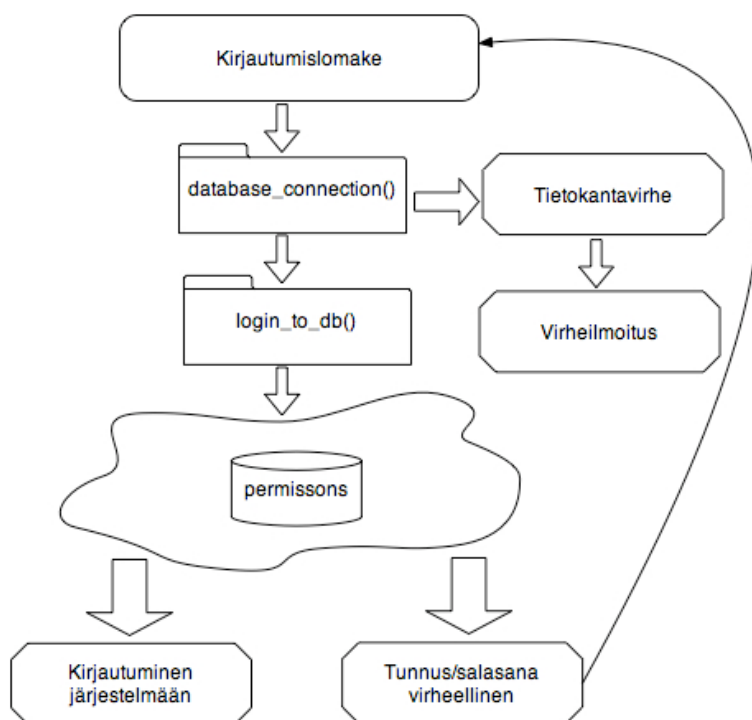 Kirjautumislomake
database_connection()
Tietokantavirhe
login_to_db()
Virheilmoitus
permissons
Kirjautuminen
järjestelmään
Tunnus/salasana
virheellinen